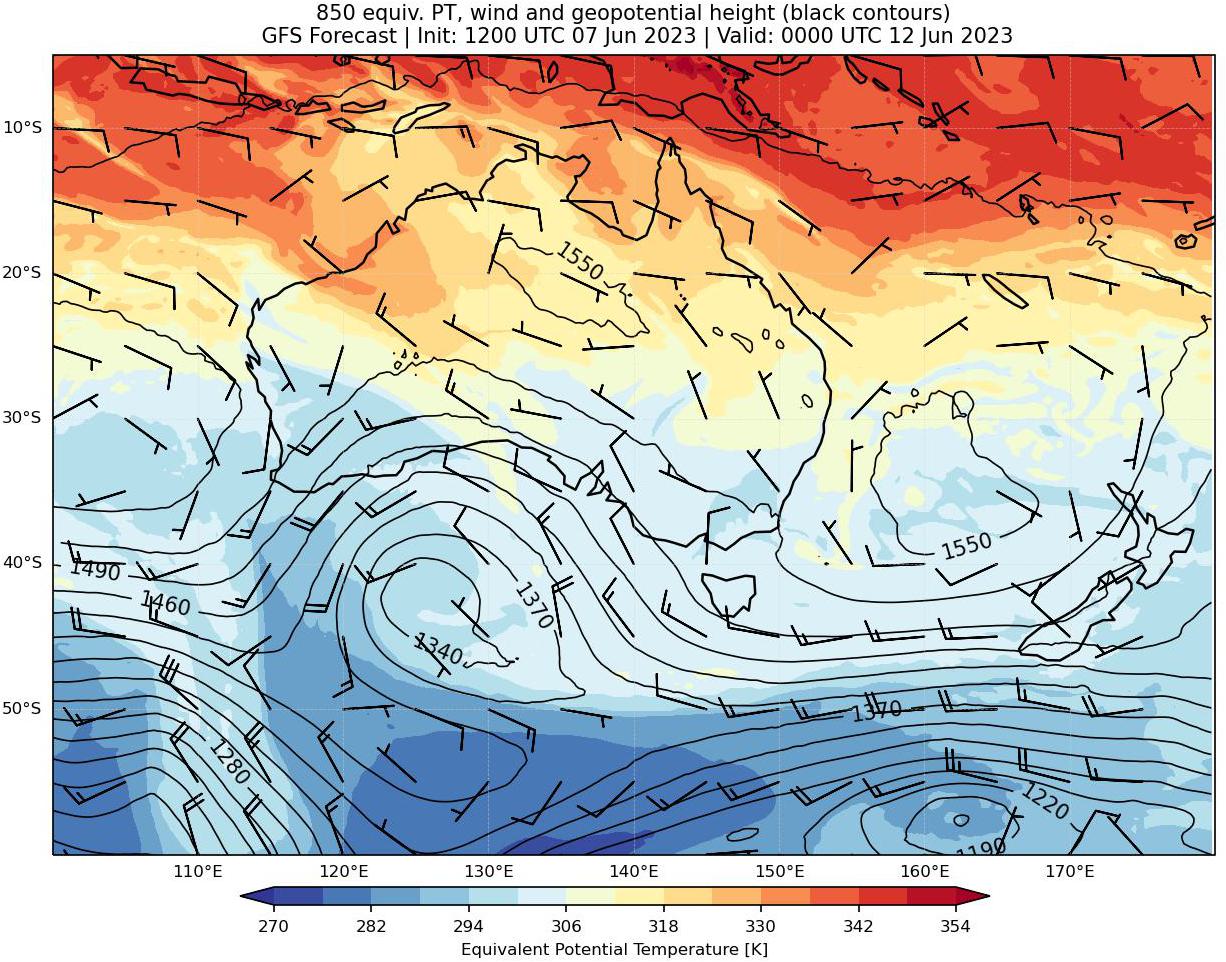 850 equiv. PT, wind and geopotential height (black contours)
GFS Forecast | Init: 1200 UTC 07 Jun 2023 | Valid: 0000 UTC 12 Jun 2023
10°S
20°S
30°S
40°S
50°S
1550
1550
1490
1460
1370
1340
1370
1280
1220
1190
110°E 120°E 130°E 140°E 150°E 160°E 170°E
270 282 294 306 318 330 342 354
Equivalent Potential Temperature [K]